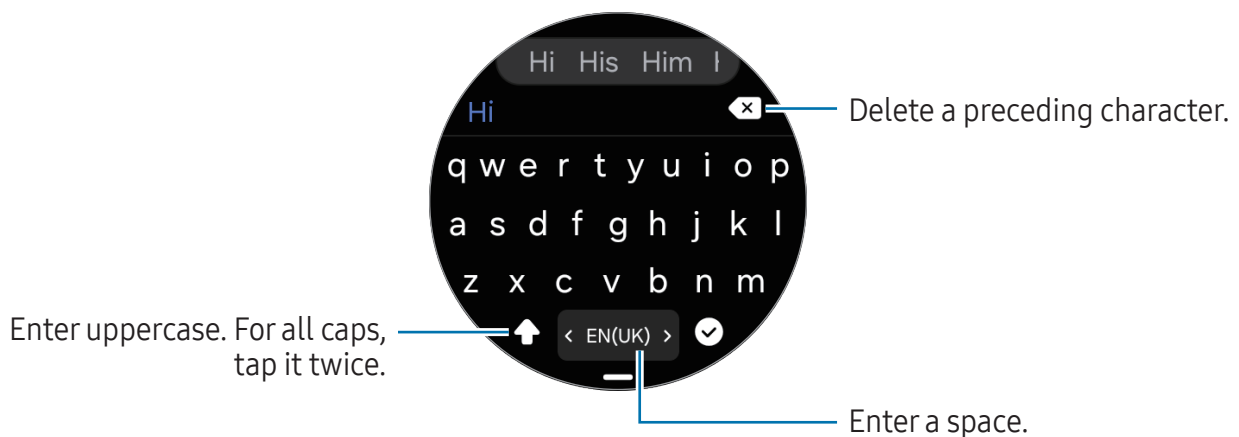 Hi His Him
Hi
Delete a preceding character.
q w e r t y u i o p
a s d f g h j k l
z x c v b n m
Enter uppercase. For all caps,
tap it twice.
< EN(UK) >
Enter a space.